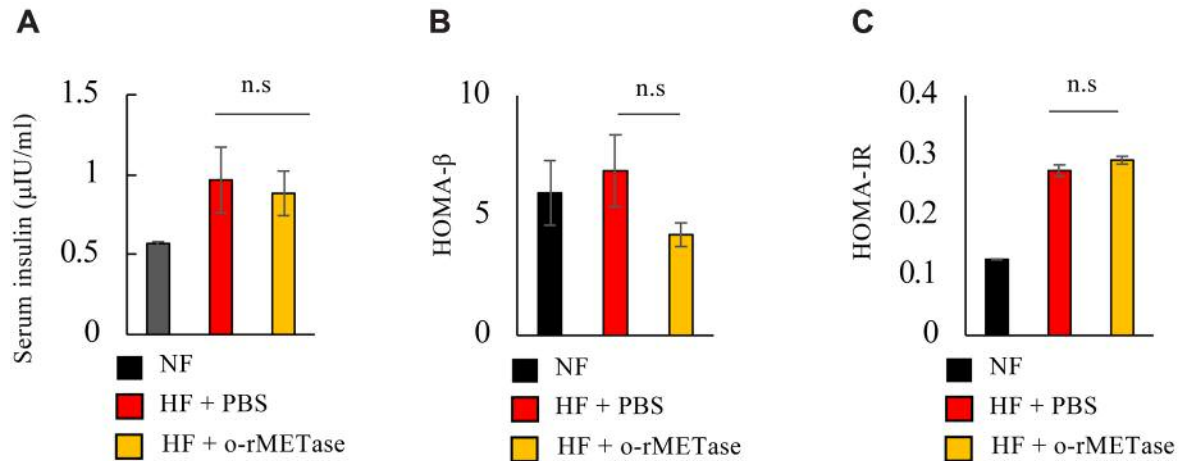 A
Serum insulin (μIU/ml)
1.5
1
0.5
0
n.s
NF
HF + PBS
HF + o-rMETase
B
HOMA-β
10
5
0
n.s
NF
HF + PBS
HF + o-rMETase
C
HOMA-IR
0.4
0.3
0.2
0.1
0
n.s
NF
HF + PBS
HF + o-rMETase